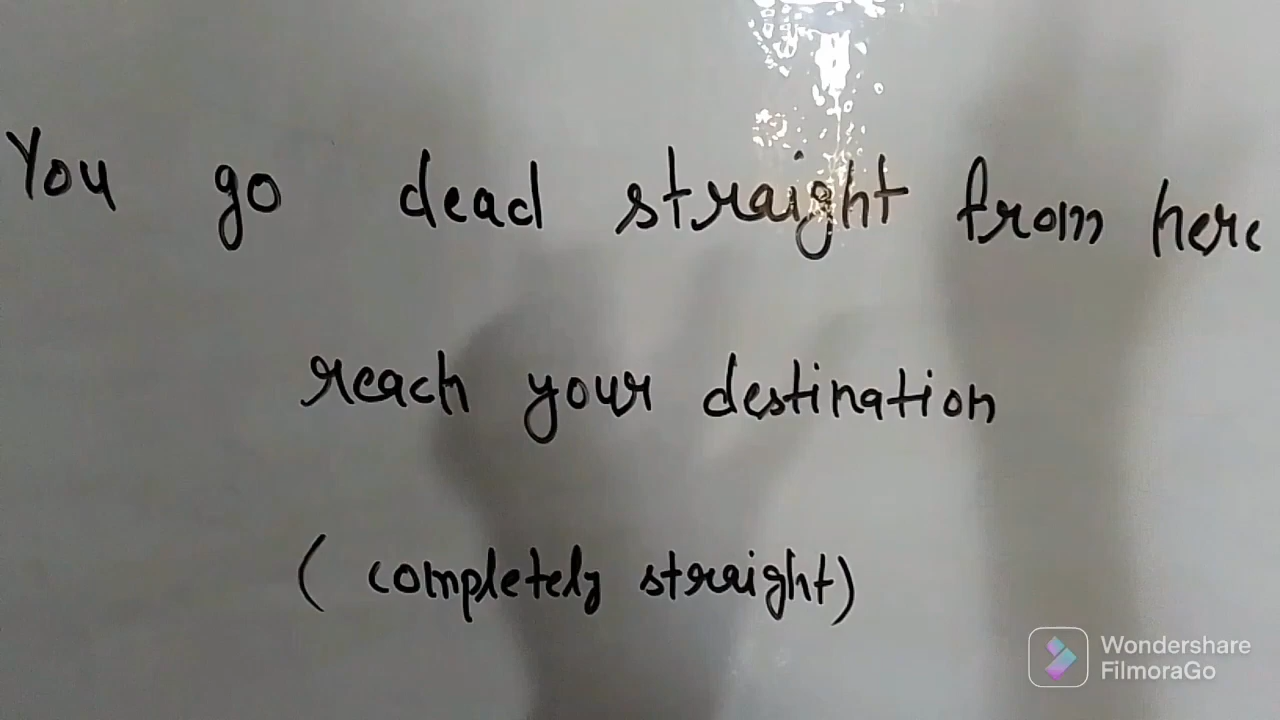 You go dead straight from here
reach your destination
(completely straight)
Wondershare
FilmoraGo